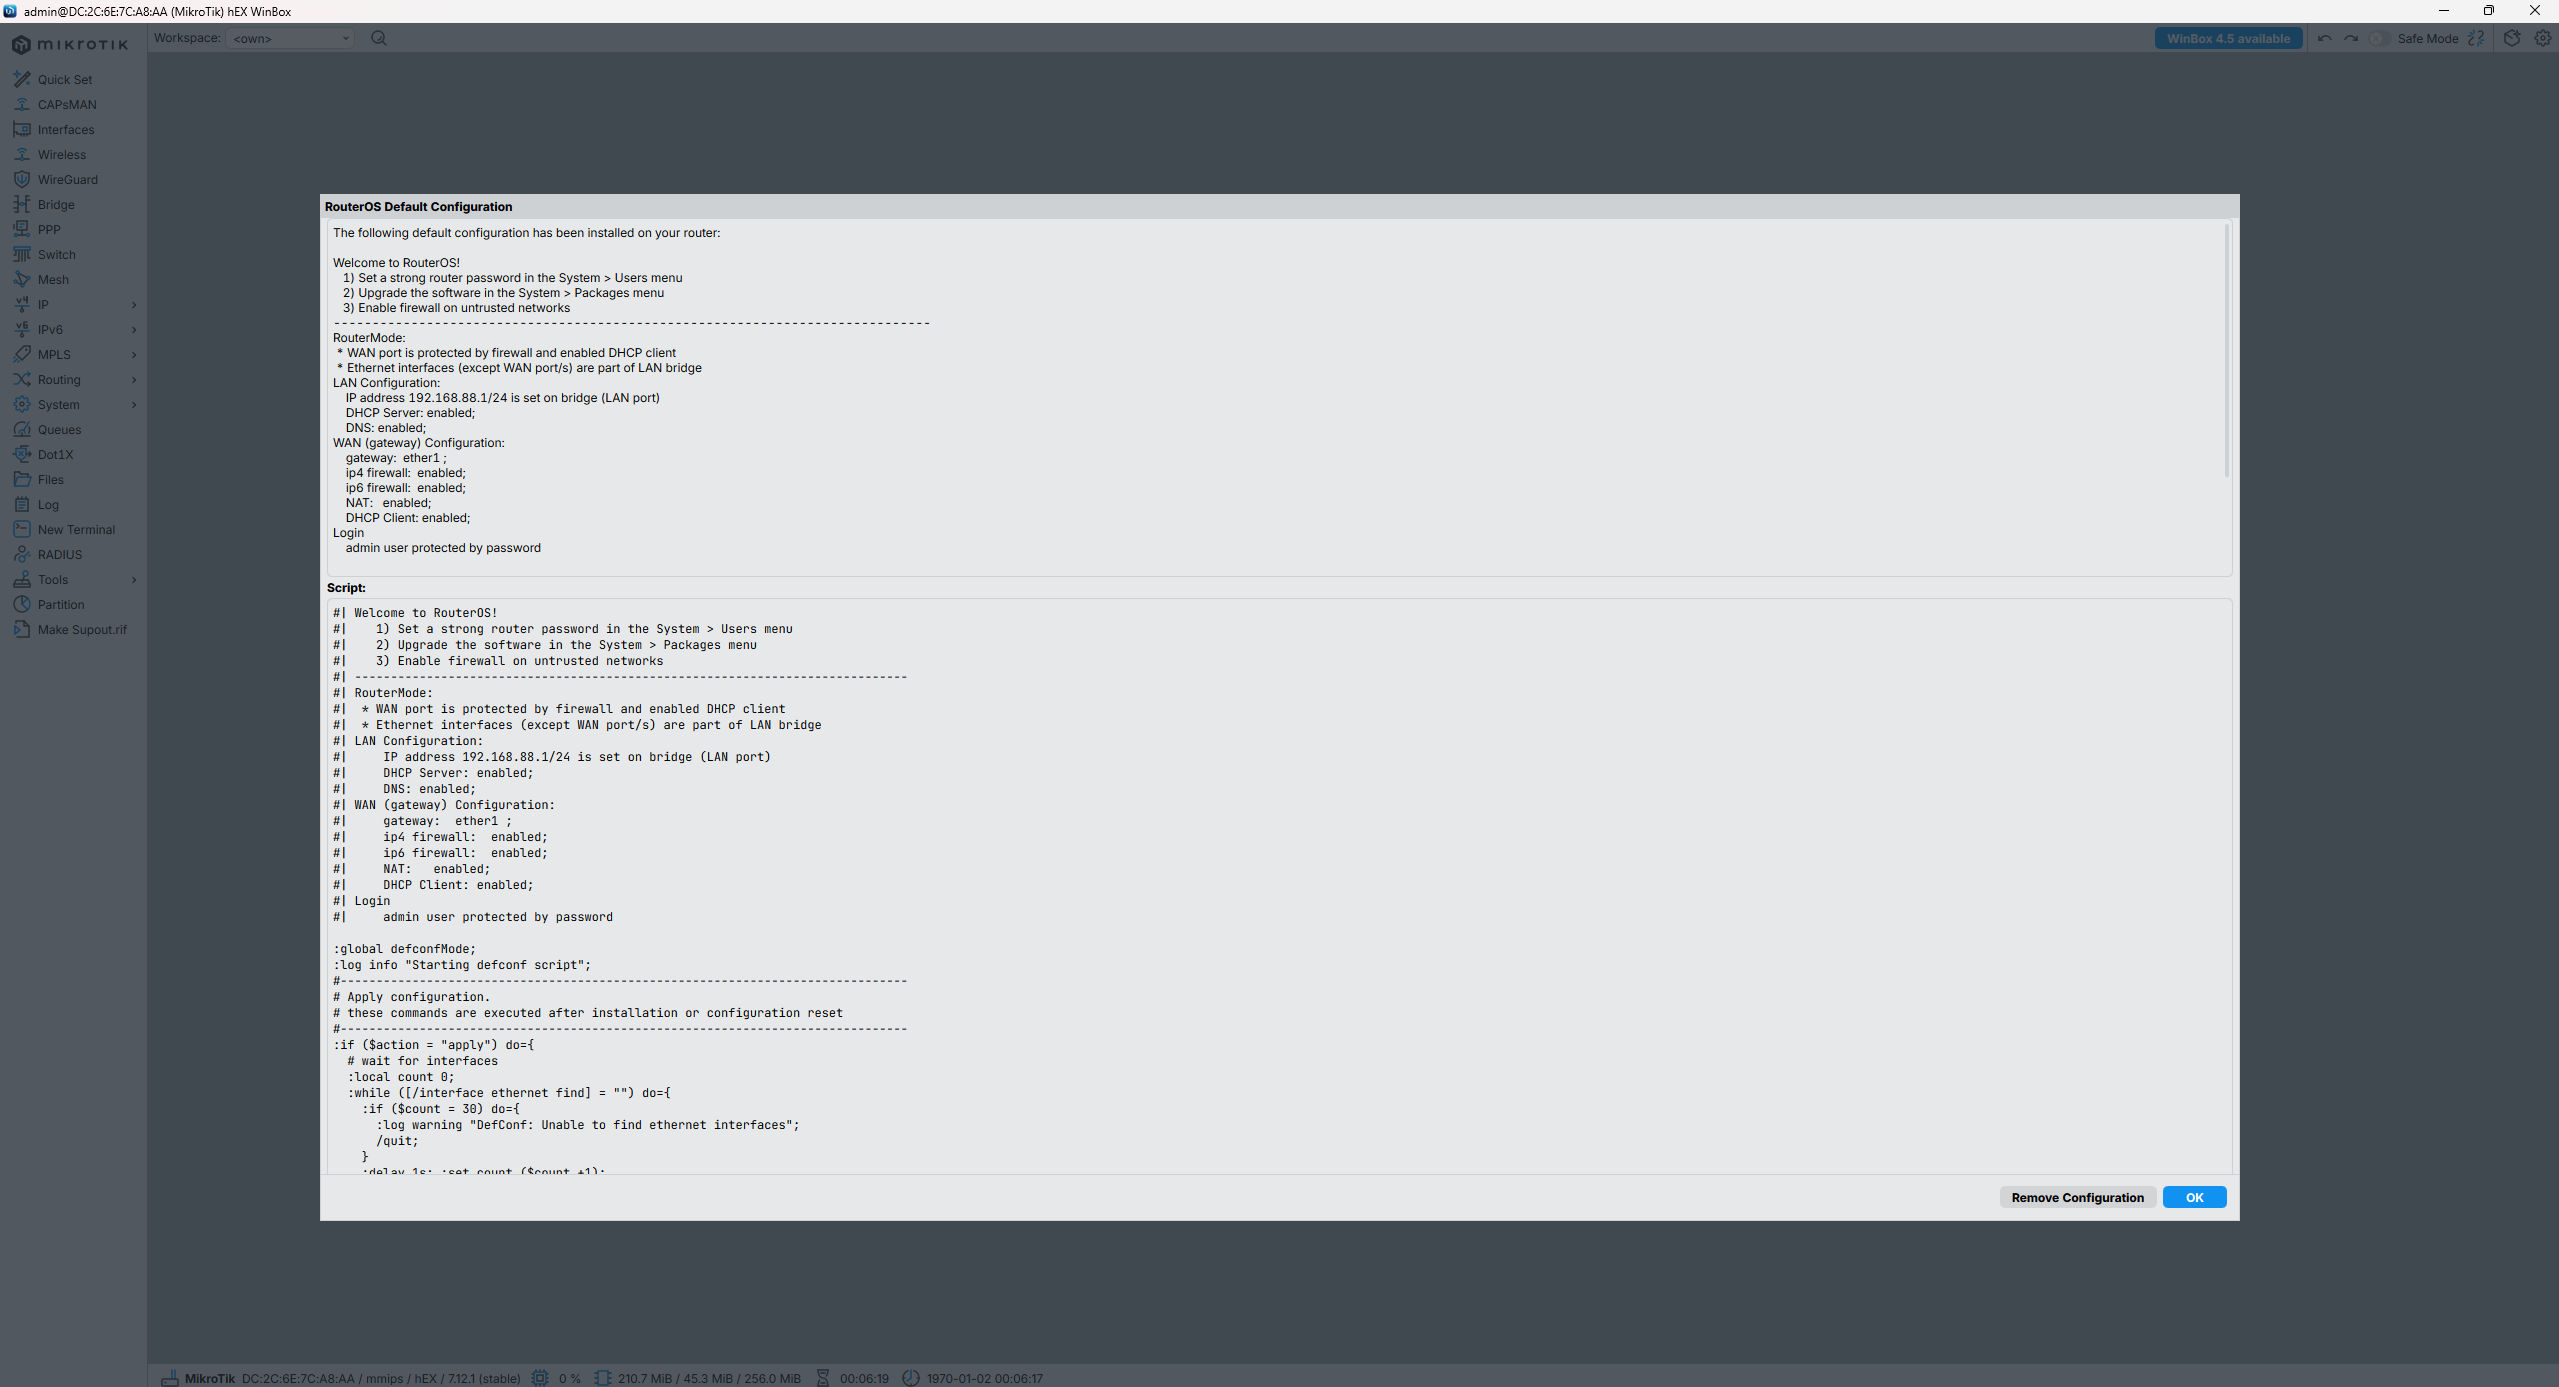 admin@DC:2C:6E:7C:A8:AA (MikroTik) hEX WinBox
MIKROTIK
Workspace: <own>
WinBox 4.5 available
Safe Mode
Quick Set
CAPsMAN
Interfaces
Wireless
WireGuard
Bridge
PPP
Switch
Mesh
IP
IPv6
MPLS
Routing
System
Queues
Dot1X
Files
Log
New Terminal
RADIUS
Tools
Partition
Make Supout.rif
RouterOS Default Configuration
The following default configuration has been installed on your router:
Welcome to RouterOS!
1) Set a strong router password in the System > Users menu
2) Upgrade the software in the System > Packages menu
3) Enable firewall on untrusted networks
--------------------------------------------------------------------------------
RouterMode:
* WAN port is protected by firewall and enabled DHCP client
* Ethernet interfaces (except WAN port/s) are part of LAN bridge
LAN Configuration:
IP address 192.168.88.1/24 is set on bridge (LAN port)
DHCP Server: enabled;
DNS: enabled;
WAN (gateway) Configuration:
gateway: ether1 ;
ip4 firewall: enabled;
ip6 firewall: enabled;
NAT: enabled;
DHCP Client: enabled;
Login
admin user protected by password
Script:
#| Welcome to RouterOS!
#| 1) Set a strong router password in the System > Users menu
#| 2) Upgrade the software in the System > Packages menu
#| 3) Enable firewall on untrusted networks
#| -----------------------------------------------------------------------------
#| RouterMode:
#| * WAN port is protected by firewall and enabled DHCP client
#| * Ethernet interfaces (except WAN port/s) are part of LAN bridge
#| LAN Configuration:
#| IP address 192.168.88.1/24 is set on bridge (LAN port)
#| DHCP Server: enabled;
#| DNS: enabled;
#| WAN (gateway) Configuration:
#| gateway: ether1 ;
#| ip4 firewall: enabled;
#| ip6 firewall: enabled;
#| NAT: enabled;
#| DHCP Client: enabled;
#| Login
#| admin user protected by password
:global defconfMode;
:log info "Starting defconf script";
#-------------------------------------------------------------------------------
# Apply configuration.
# these commands are executed after installation or configuration reset
#-------------------------------------------------------------------------------
:if ($action = "apply") do={
# wait for interfaces
:local count 0;
:while ([/interface ethernet find] = "") do={
:if ($count = 30) do={
:log warning "DefConf: Unable to find ethernet interfaces";
/quit;
}
:delay 1s; :set count ($count +1);
Remove Configuration
OK
MikroTik DC:2C:6E:7C:A8:AA / mmips / hEX / 7.12.1 (stable) 0 % 210.7 MiB / 45.3 MiB / 256.0 MiB 00:06:19 1970-01-02 00:06:17